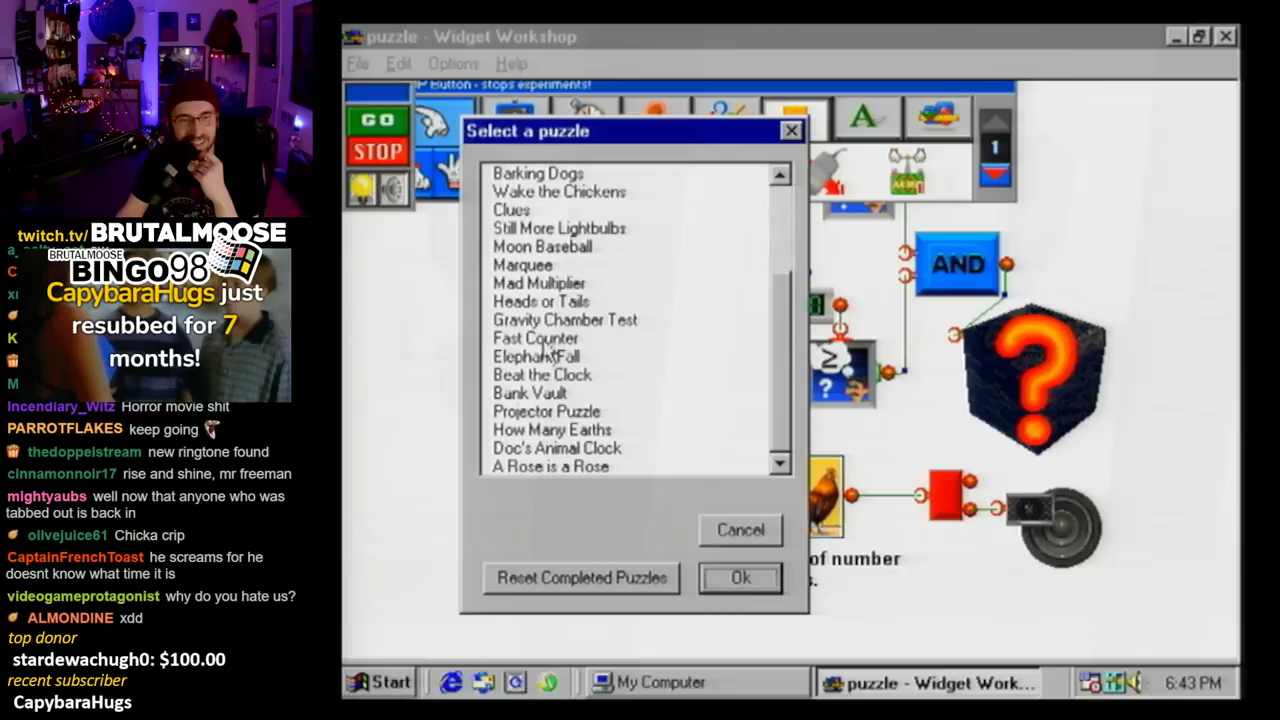 puzzle - Widget Workshop
File Edit Options Help
P Button - stops experiments!
GO
STOP
A
1
Select a puzzle
Barking Dogs
Wake the Chickens
Clues
Still More Lightbulbs
Moon Baseball
Marquee
Mad Multiplier
Heads or Tails
Gravity Chamber Test
Fast Counter
Elephant Fall
Beat the Clock
Bank Vault
Projector Puzzle
How Many Earths
Doc's Animal Clock
A Rose is a Rose
Cancel
Reset Completed Puzzles
Ok
AND
≥
?
?
of number
s.
twitch.tv/BRUTALMOOSE
BRUTALMOOSE
BINGO98
CapybaraHugs just
resubbed for 7
months!
Incendiary_Witz Horror movie shit
PARROTFLAKES keep going
thedoppelstream new ringtone found
cinnamonnoir17 rise and shine, mr freeman
mightyaubs well now that anyone who was
tabbed out is back in
olivejuice61 Chicka crip
CaptainFrenchToast he screams for he
doesnt know what time it is
videogameprotagonist why do you hate us?
ALMONDINE xdd
top donor
stardewachugh0: $100.00
recent subscriber
CapybaraHugs
Start
My Computer
puzzle - Widget Work...
6:43 PM